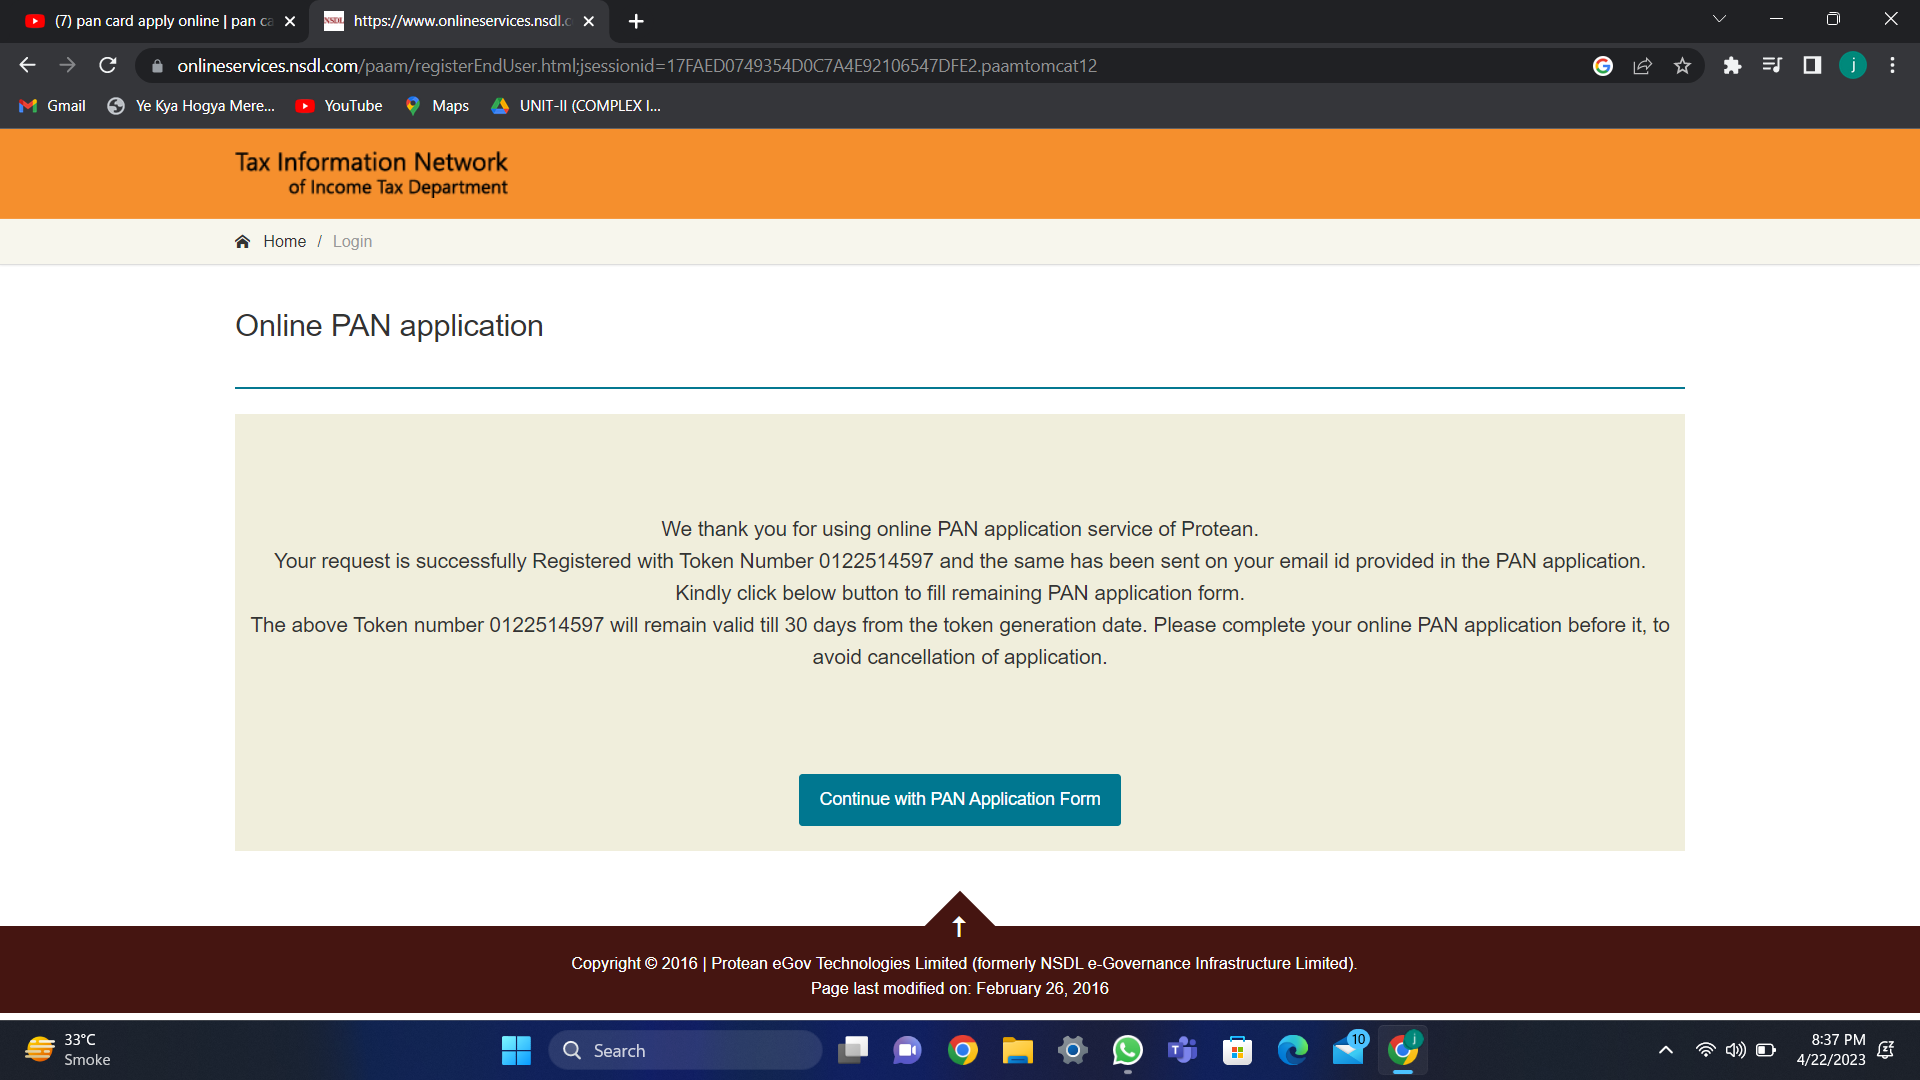 (7) pan card apply online | pan ca
NSDL https://www.onlineservices.nsdl.c
onlineservices.nsdl.com/paam/registerEndUser.html;jsessionid=17FAED0749354D0C7A4E92106547DFE2.paamtomcat12
j
Gmail Ye Kya Hogya Mere... YouTube Maps UNIT-II (COMPLEX I...
Tax Information Network
of Income Tax Department
Home / Login
Online PAN application
We thank you for using online PAN application service of Protean.
Your request is successfully Registered with Token Number 0122514597 and the same has been sent on your email id provided in the PAN application.
Kindly click below button to fill remaining PAN application form.
The above Token number 0122514597 will remain valid till 30 days from the token generation date. Please complete your online PAN application before it, to
avoid cancellation of application.
Continue with PAN Application Form
Copyright © 2016 | Protean eGov Technologies Limited (formerly NSDL e-Governance Infrastructure Limited).
Page last modified on: February 26, 2016
33°C
Smoke
Search
10
j
8:37 PM
4/22/2023